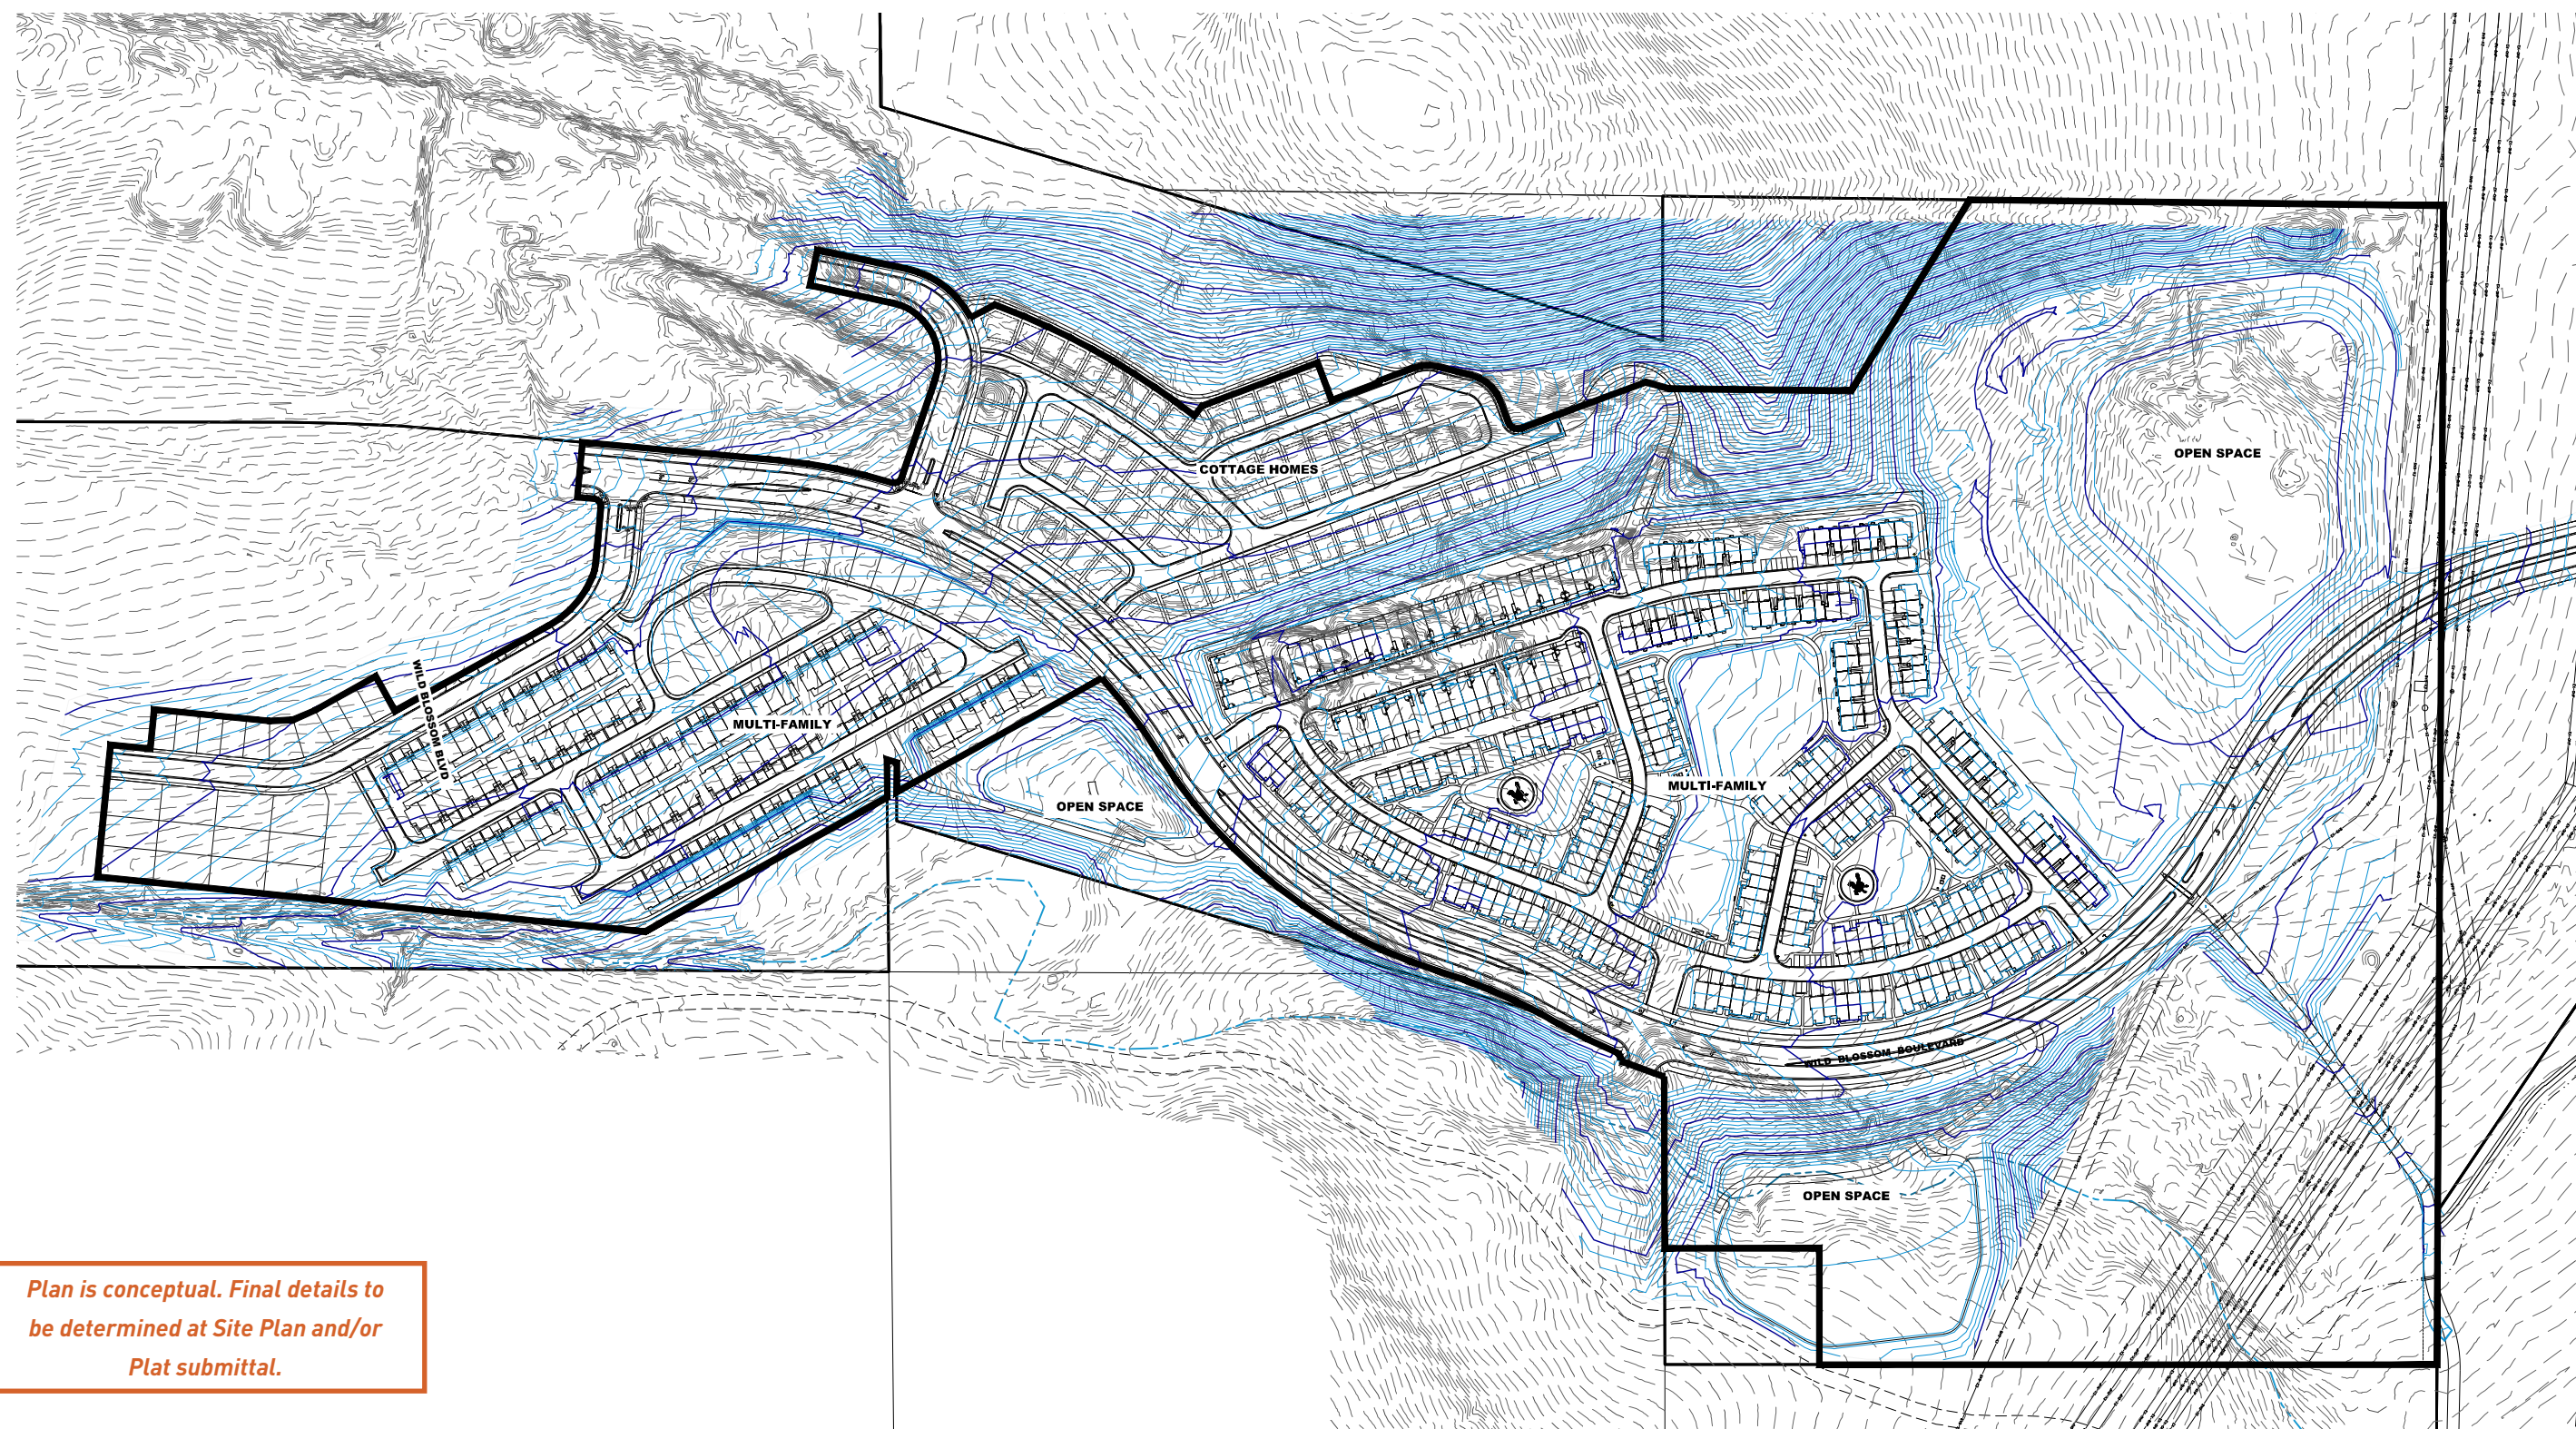 OPEN SPACE
COTTAGE HOMES
WILD BLOSSOM BLVD
MULTI-FAMILY
MULTI-FAMILY
OPEN SPACE
WILD BLOSSOM BOULEVARD
OPEN SPACE
Plan is conceptual. Final details to
be determined at Site Plan and/or
Plat submittal.